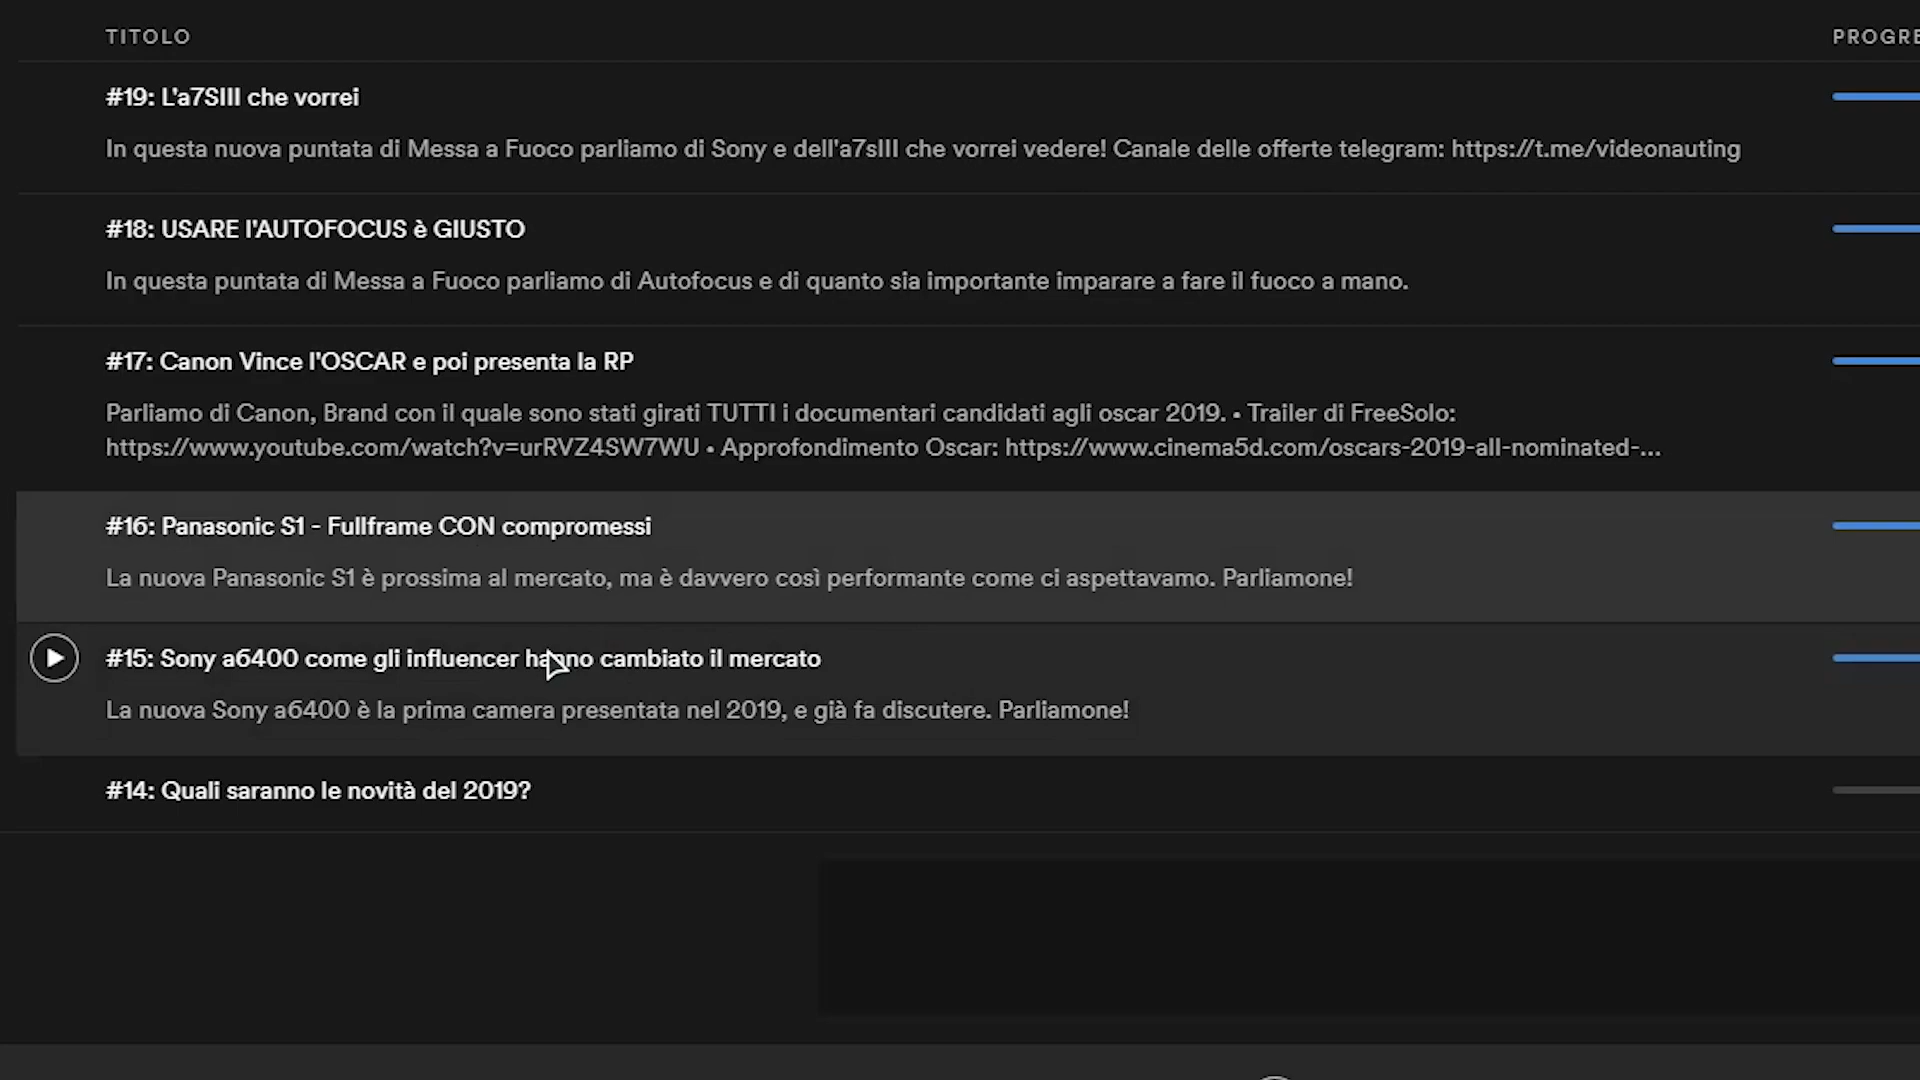 TITOLO
#19: L'a7SIII che vorrei
In questa nuova puntata di Messa a Fuoco parliamo di Sony e dell'a7sIII che vorrei vedere! Canale delle offerte telegram: https://t.me/videonauting
#18: USARE l'AUTOFOCUS è GIUSTO
In questa puntata di Messa a Fuoco parliamo di Autofocus e di quanto sia importante imparare a fare il fuoco a mano.
#17: Canon Vince l'OSCAR e poi presenta la RP
Parliamo di Canon, Brand con il quale sono stati girati TUTTI i documentari candidati agli oscar 2019. • Trailer di FreeSolo:
https://www.youtube.com/watch?v=urRVZ4SW7WU • Approfondimento Oscar: https://www.cinema5d.com/oscars-2019-all-nominated-...
#16: Panasonic S1 - Fullframe CON compromessi
La nuova Panasonic S1 è prossima al mercato, ma è davvero così performante come ci aspettavamo. Parliamone!
#15: Sony a6400 come gli influencer hanno cambiato il mercato
La nuova Sony a6400 è la prima camera presentata nel 2019, e già fa discutere. Parliamone!
#14: Quali saranno le novità del 2019?